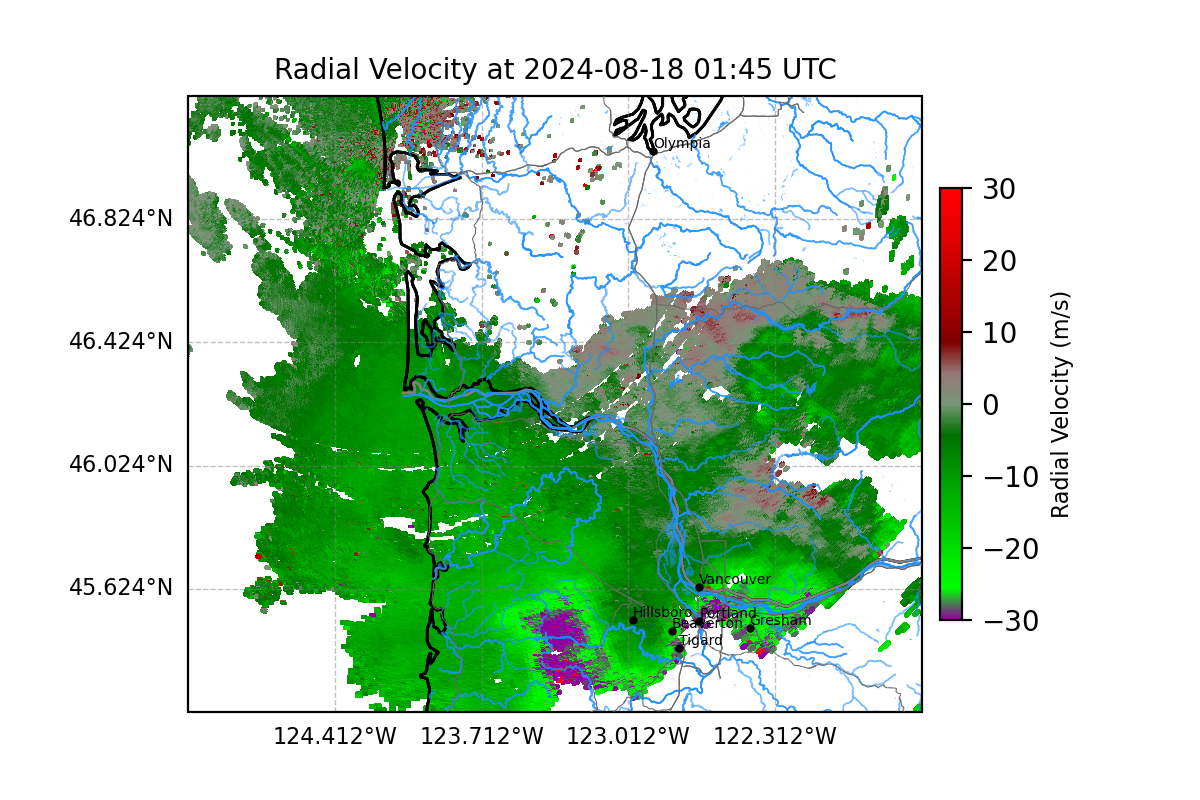 Radial Velocity at 2024-08-18 01:45 UTC
Olympia
46.824°N
46.424°N
46.024°N
45.624°N
Vancouver
Hillsboro
Portland
Beaverton
Gresham
Tigard
124.412°W
123.712°W
123.012°W
122.312°W
30
20
10
0
−10
−20
−30
Radial Velocity (m/s)